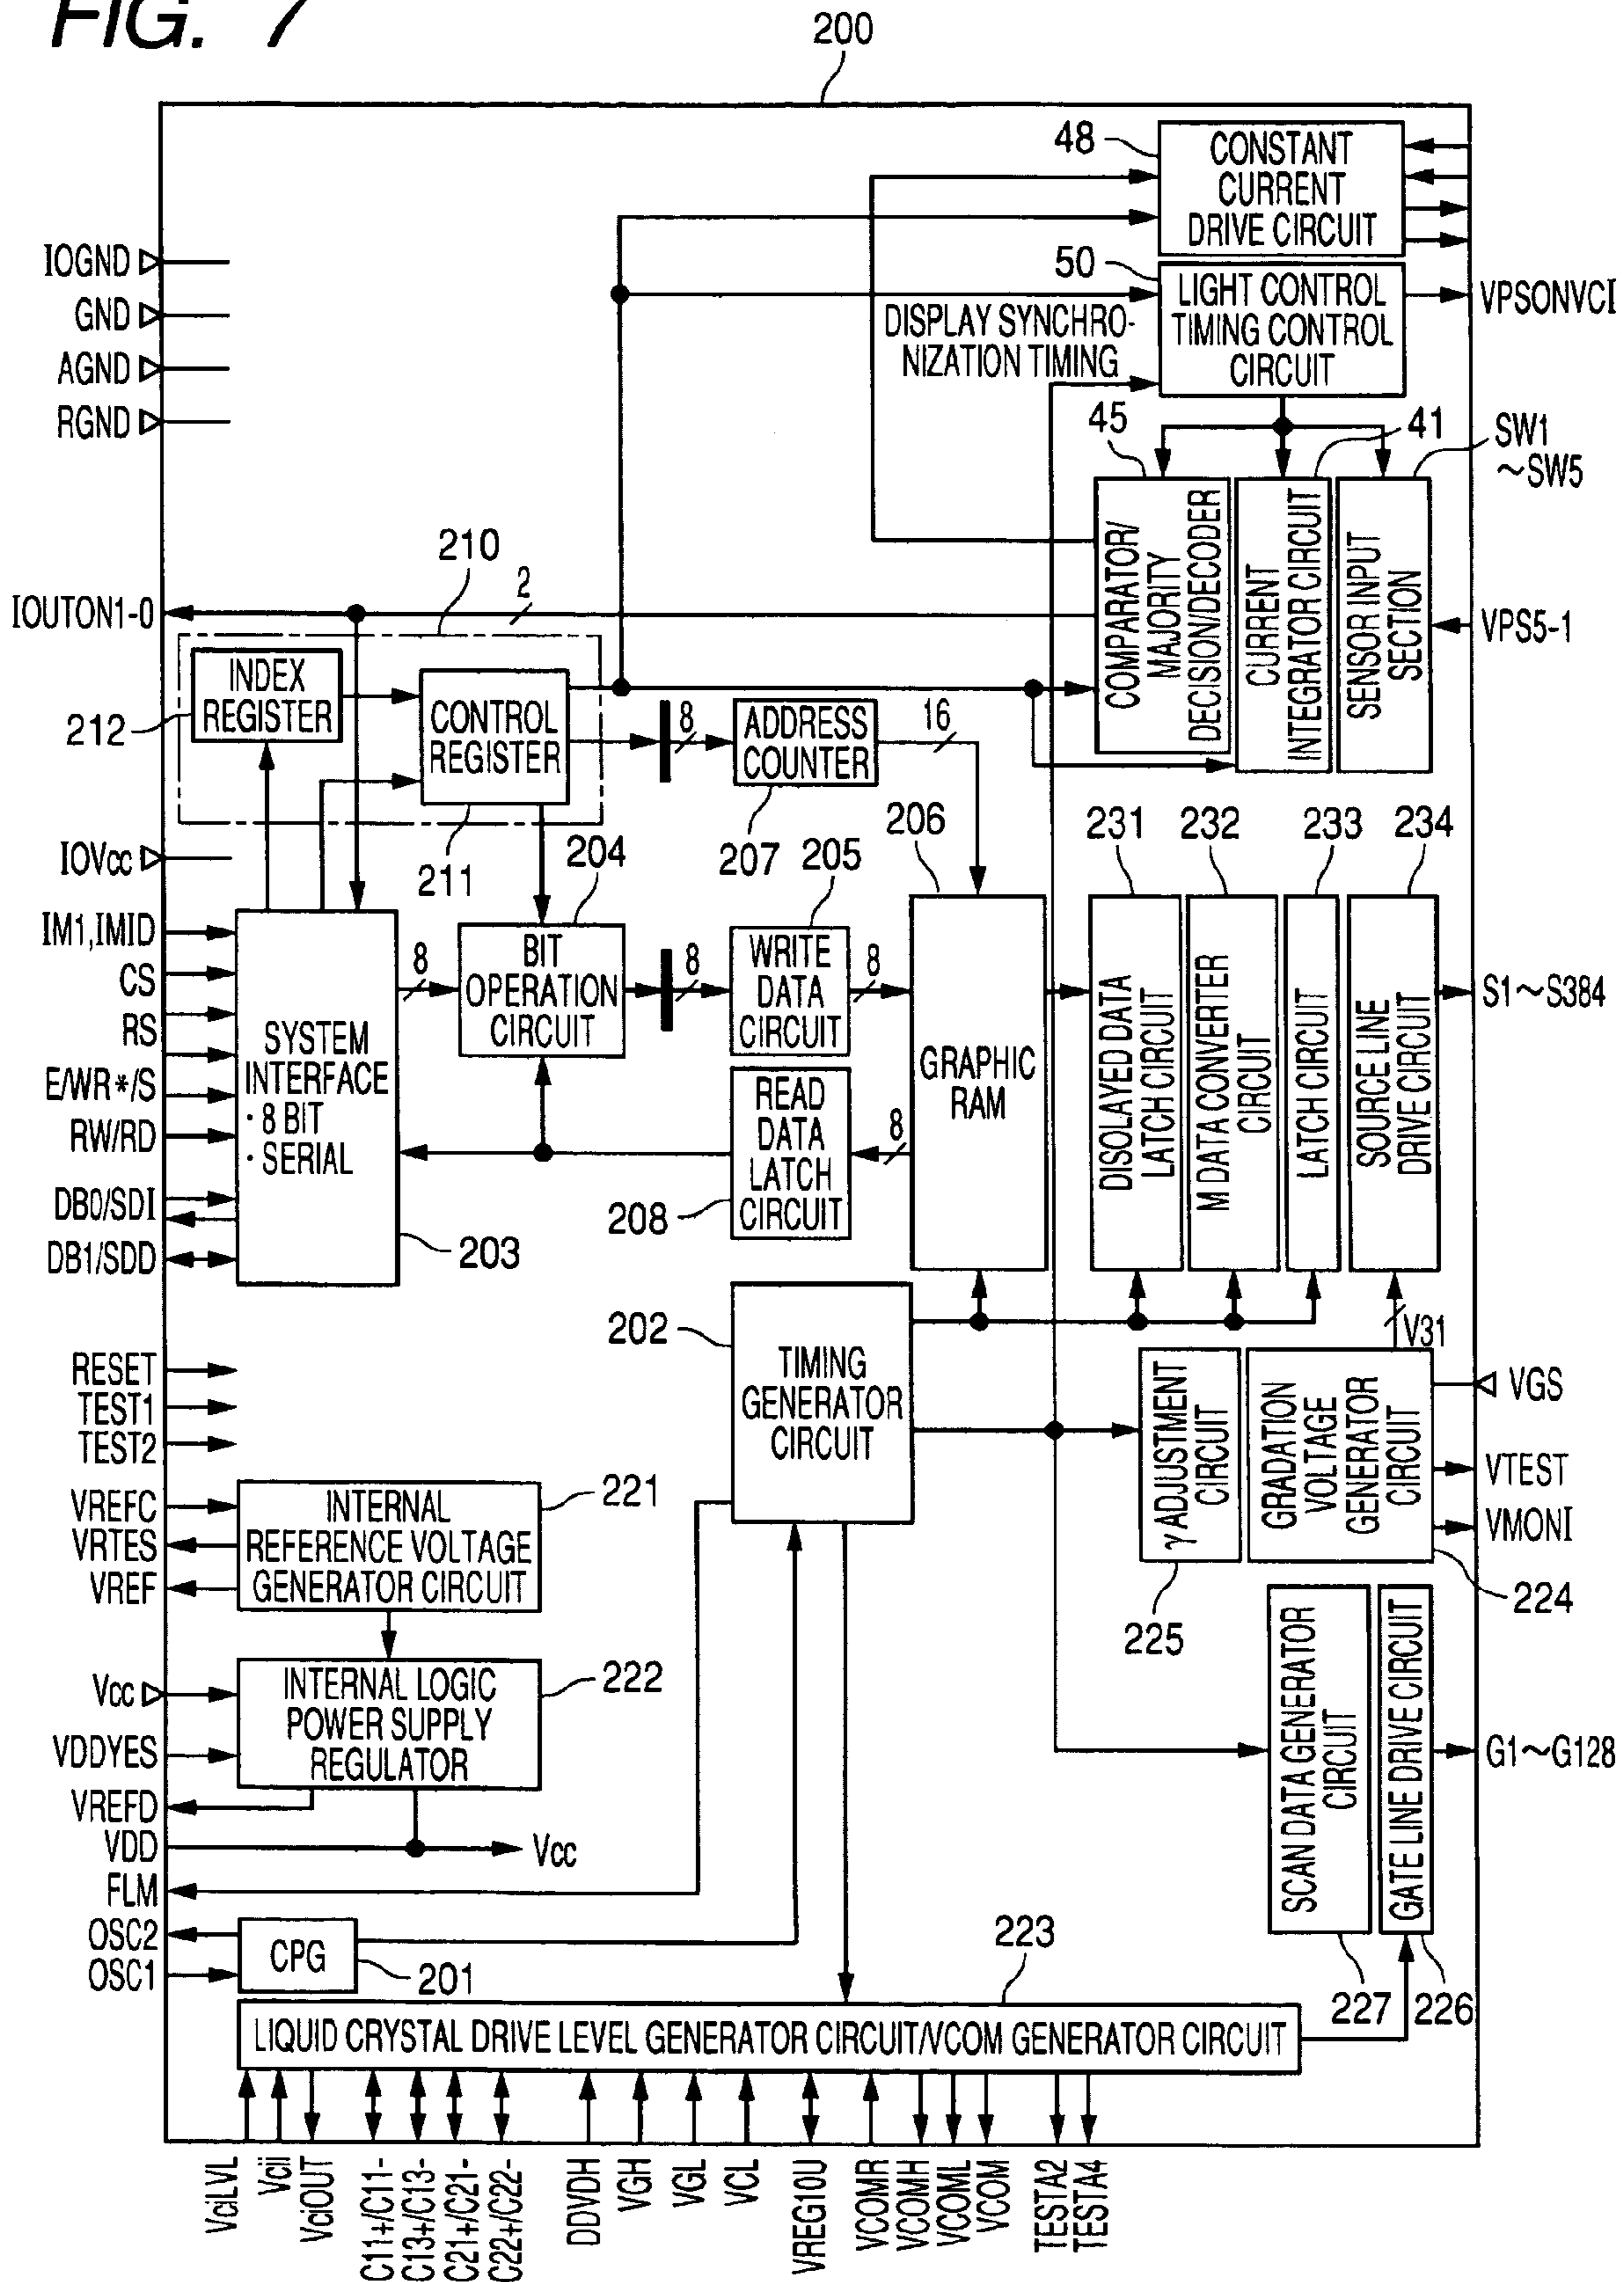 FIG. 7
200
48
CONSTANT
CURRENT
DRIVE CIRCUIT
IOGND
GND
AGND
RGND
50
LIGHT CONTROL
TIMING CONTROL
CIRCUIT
VPSONVCI
DISPLAY SYNCHRO-
NIZATION TIMING
45
41
SW1
~SW5
COMPARATOR/
MAJORITY
DECISION/DECODER
CURRENT
INTEGRATOR CIRCUIT
SENSOR INPUT
SECTION
VPS5-1
210
2
IOUTON1-0
INDEX
REGISTER
212
CONTROL
REGISTER
211
8
ADDRESS
COUNTER
16
207
IOVcc
204
205
206
231
232
233
234
IM1,IMID
CS
RS
E/WR*/S
RW/RD
DB0/SDI
DB1/SDD
SYSTEM
INTERFACE
· 8 BIT
· SERIAL
203
8
BIT
OPERATION
CIRCUIT
8
WRITE
DATA
CIRCUIT
8
READ
DATA
LATCH
CIRCUIT
208
8
GRAPHIC
RAM
DISOLAYED DATA
LATCH CIRCUIT
M DATA CONVERTER
CIRCUIT
LATCH CIRCUIT
SOURCE LINE
DRIVE CIRCUIT
S1~S384
202
TIMING
GENERATOR
CIRCUIT
V31
RESET
TEST1
TEST2
γ ADJUSTMENT
CIRCUIT
225
GRADATION
VOLTAGE
GENERATOR
CIRCUIT
224
VGS
VTEST
VMONI
VREFC
VRTES
VREF
INTERNAL
REFERENCE VOLTAGE
GENERATOR CIRCUIT
221
Vcc
VDDYES
VREFD
VDD
INTERNAL LOGIC
POWER SUPPLY
REGULATOR
222
Vcc
FLM
OSC2
OSC1
CPG
201
SCAN DATA GENERATOR
CIRCUIT
GATE LINE DRIVE CIRCUIT
G1~G128
227
226
223
LIQUID CRYSTAL DRIVE LEVEL GENERATOR CIRCUIT/VCOM GENERATOR CIRCUIT
VciLVL
Vcii
VciOUT
C11+/C11-
C13+/C13-
C21+/C21-
C22+/C22-
DDVDH
VGH
VGL
VCL
VREG10U
VCOMR
VCOMH
VCOML
VCOM
TESTA2
TESTA4